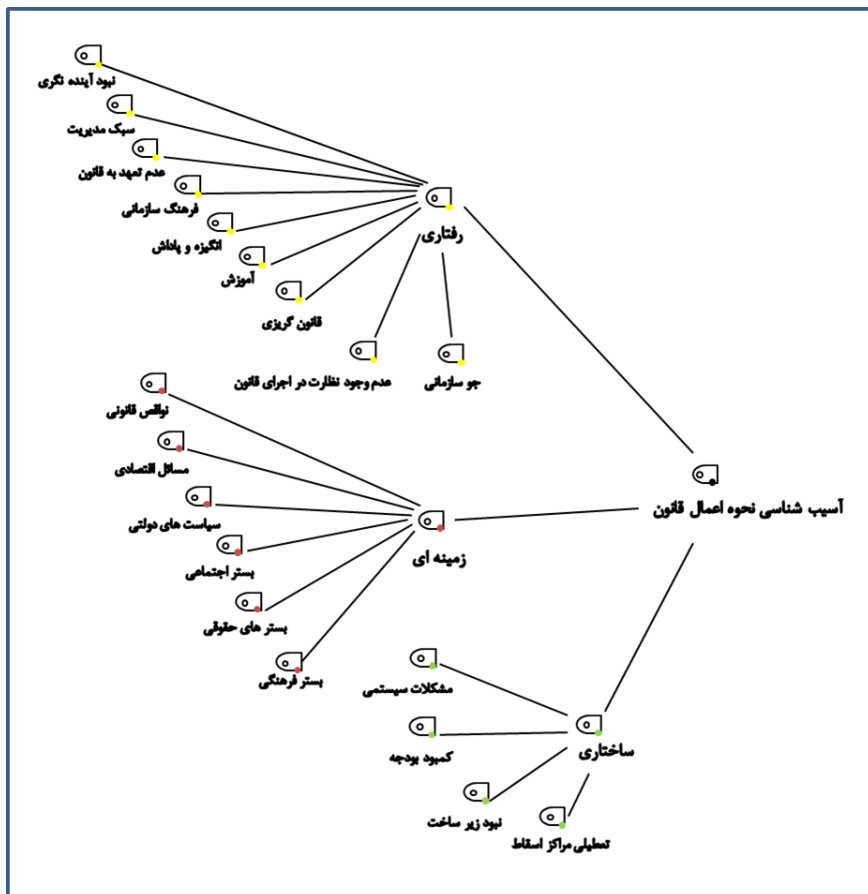 نبود آینده نگری
سبک مدیریت
عدم تعهد به قانون
فرهنگ سازمانی
انگیزه و پاداش
آموزش
قانون گریزی
عدم وجود نظارت در اجرای قانون
جو سازمانی
رفتاری
نواقص قانونی
مسائل اقتصادی
سیاست های دولتی
بستر اجتماعی
بستر های حقوقی
بستر فرهنگی
زمینه ای
آسیب شناسی نحوه اعمال قانون
مشکلات سیستمی
کمبود بودجه
نبود زیر ساخت
تعطیلی مراکز اسقاط
ساختاری